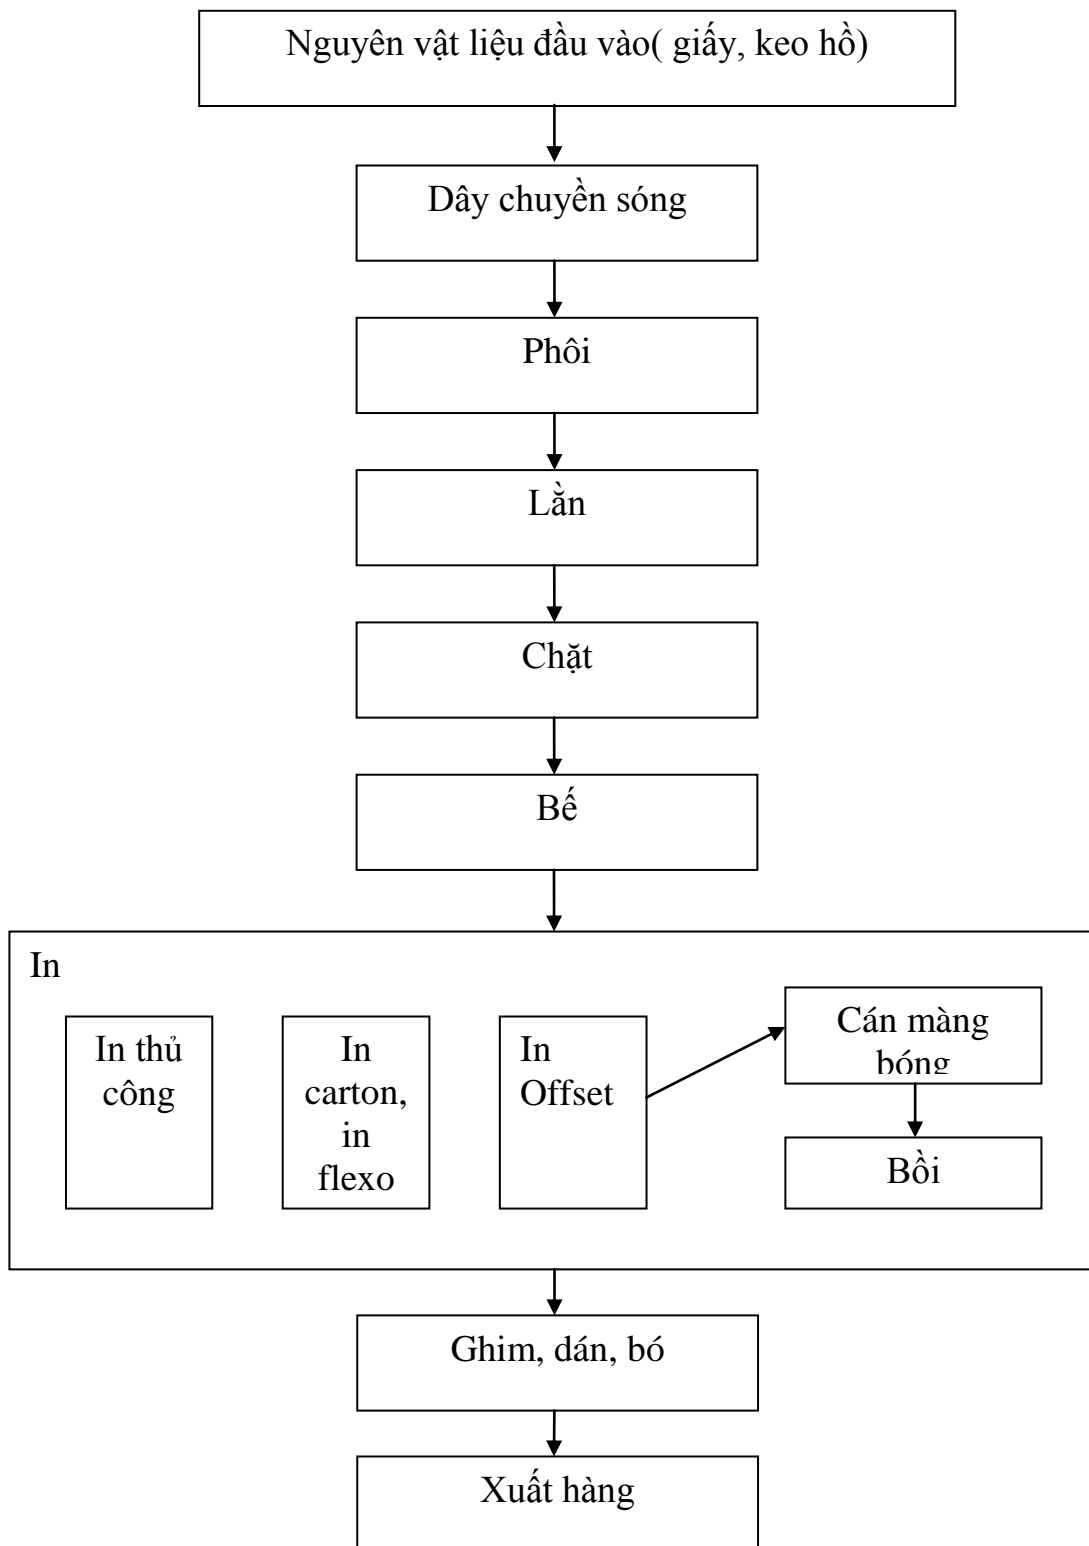 Nguyên vật liệu đầu vào( giấy, keo hồ)
Dây chuyền sóng
Phôi
Lằn
Chặt
Bế
In
In thủ
công
In
carton,
in
flexo
In
Offset
Cán màng
bóng
Bồi
Ghim, dán, bó
Xuất hàng